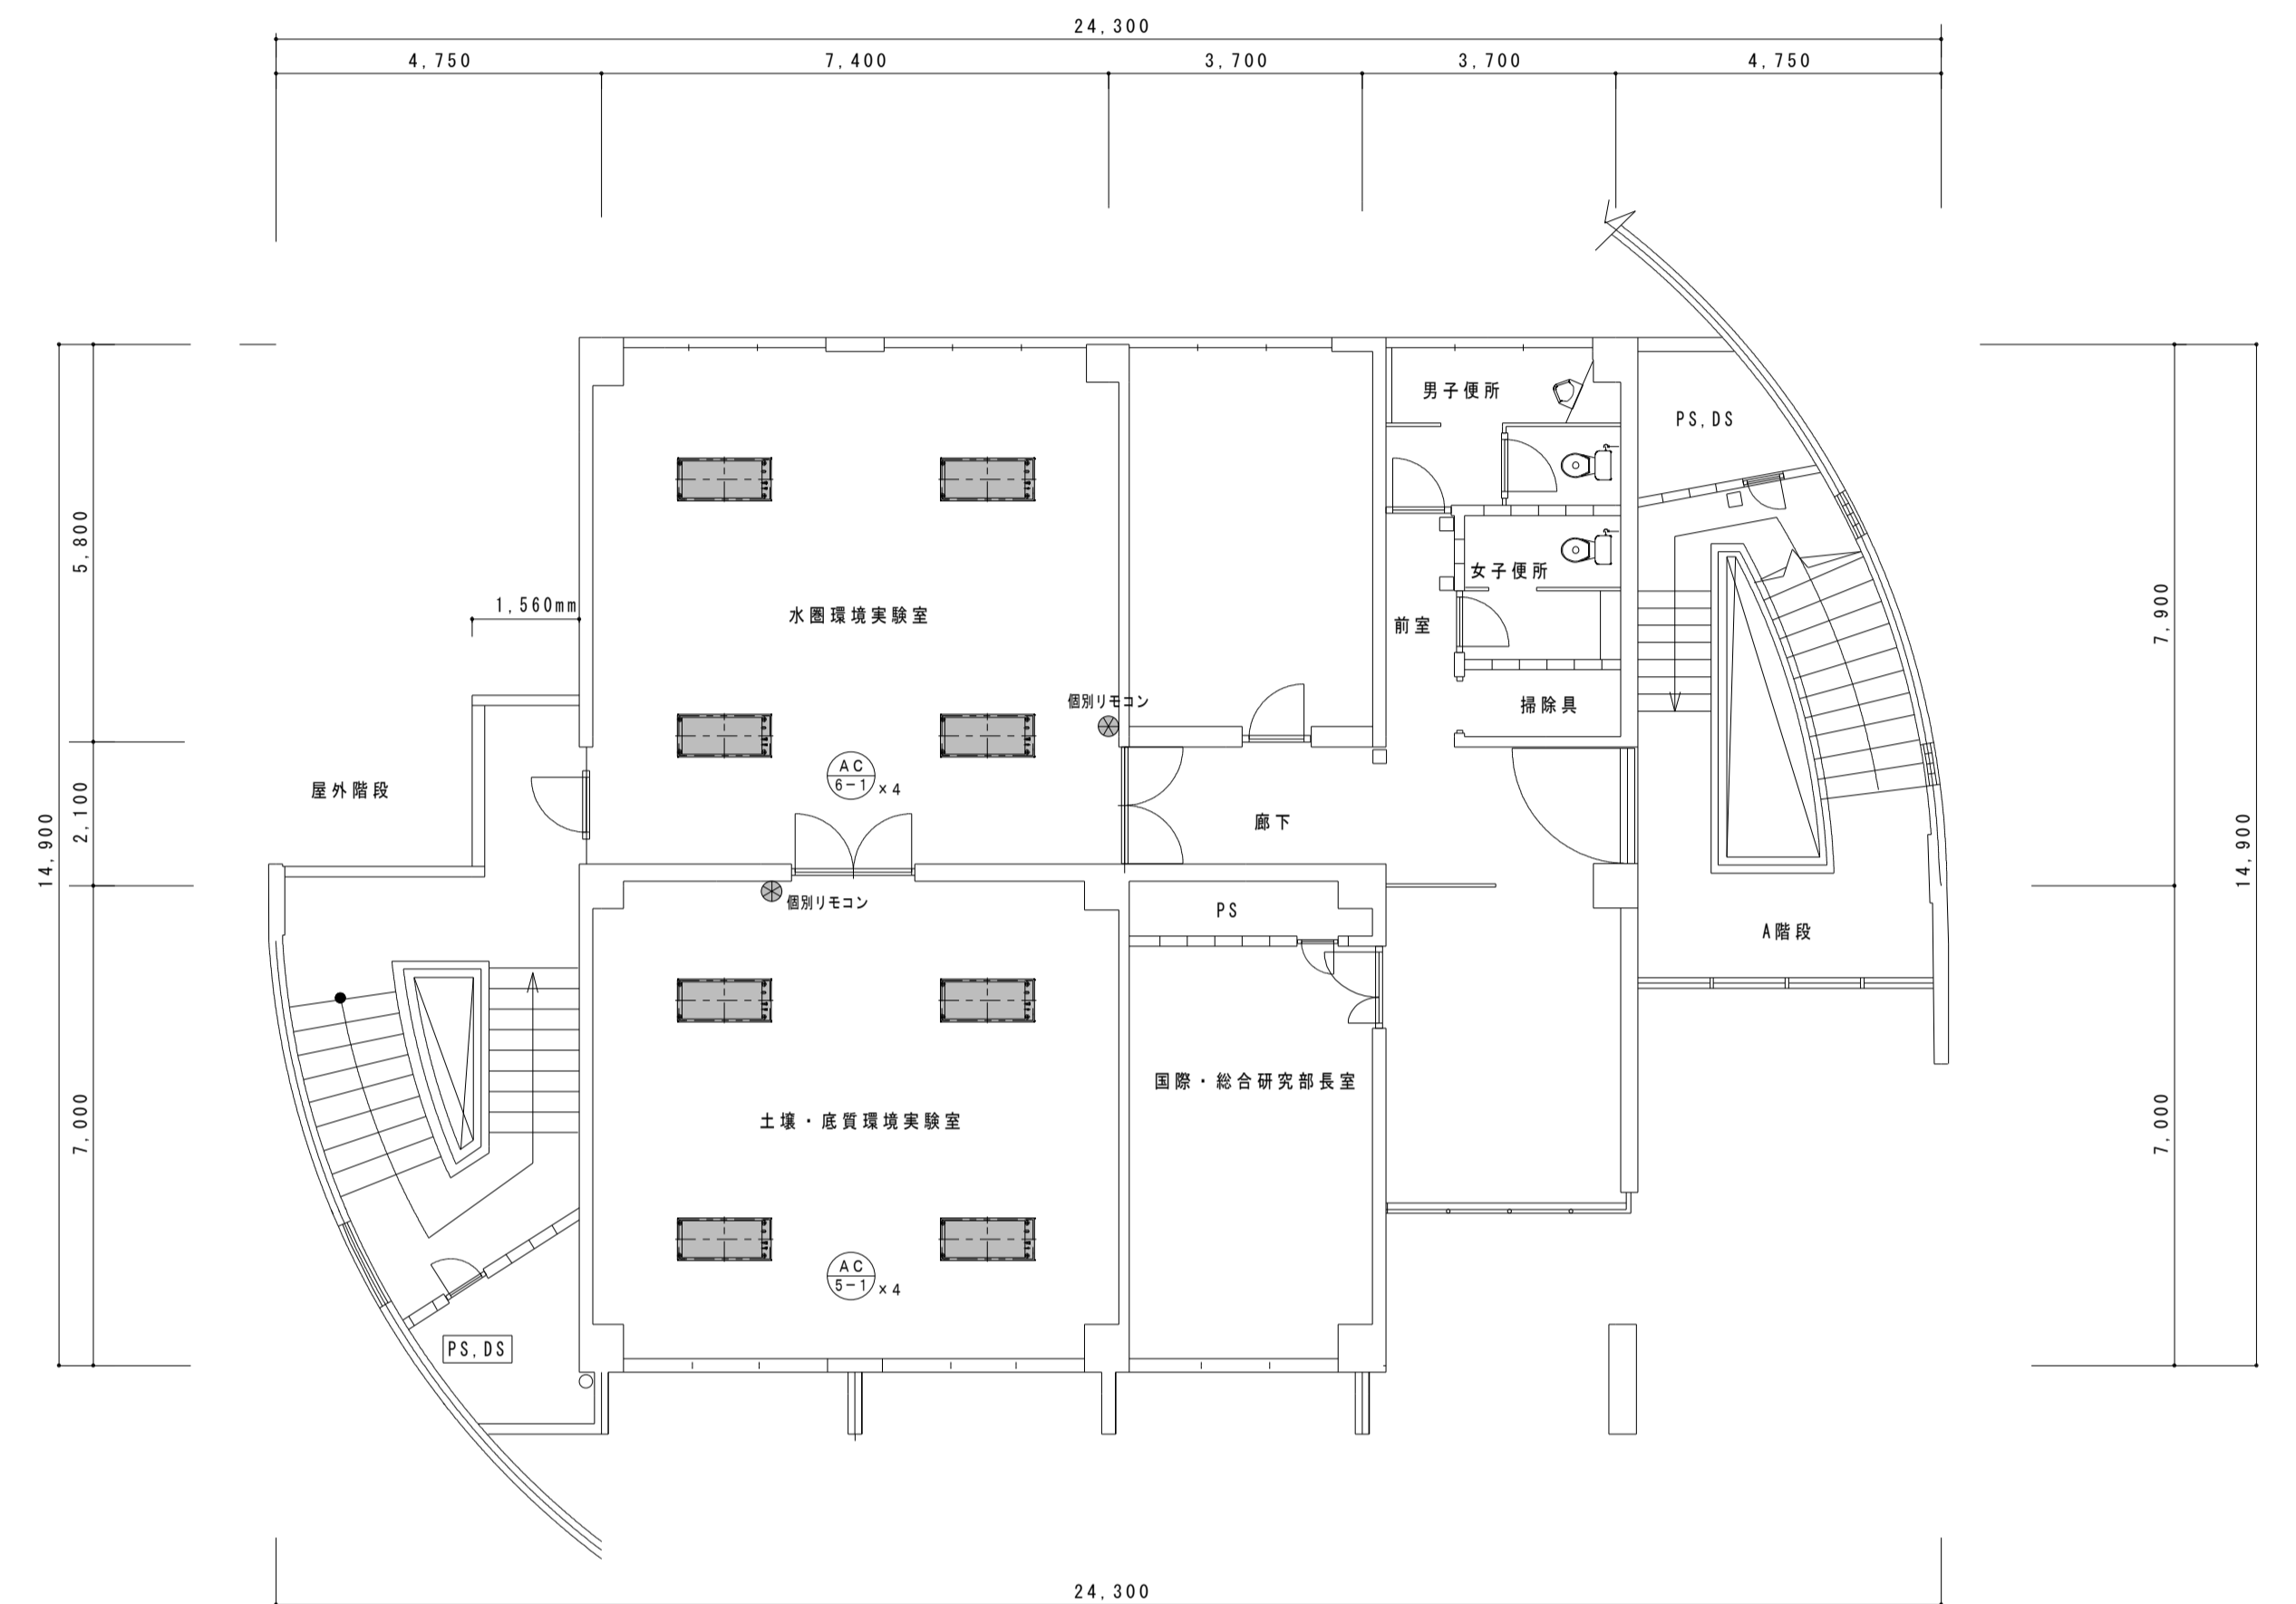 24,300
4,750
7,400
3,700
3,700
4,750
男子便所
PS,DS
5,800
女子便所
1,560mm
水圏環境実験室
前室
7,900
個別リモコン
掃除具
AC
6-1
×4
屋外階段
2,100
廊下
14,900
14,900
個別リモコン
PS
A階段
国際・総合研究部長室
土壌・底質環境実験室
7,000
7,000
AC
5-1
×4
PS,DS
24,300